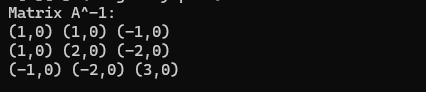 Matrix A^-1:
(1,0) (1,0) (-1,0)
(1,0) (2,0) (-2,0)
(-1,0) (-2,0) (3,0)